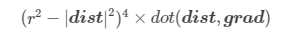 (r² − |dist|²)⁴ × dot(dist, grad)